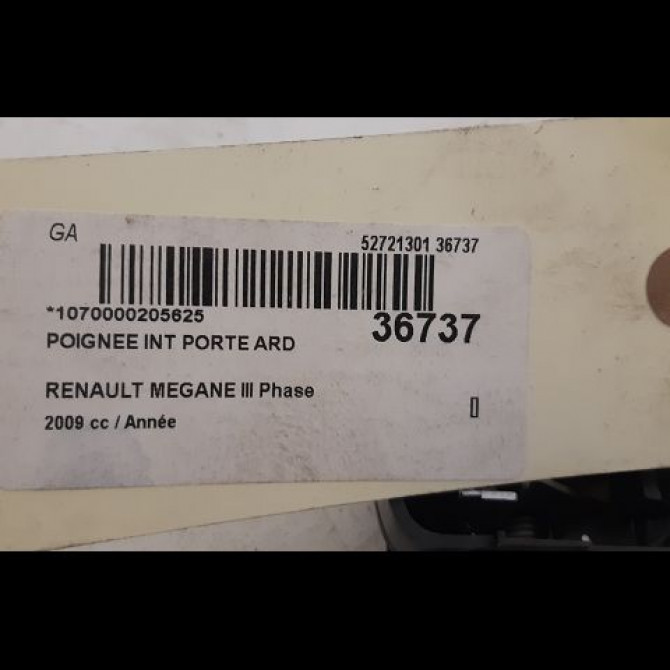 GA
52721301 36737
*1070000205625
36737
POIGNEE INT PORTE ARD
RENAULT MEGANE III Phase
2009 cc / Année